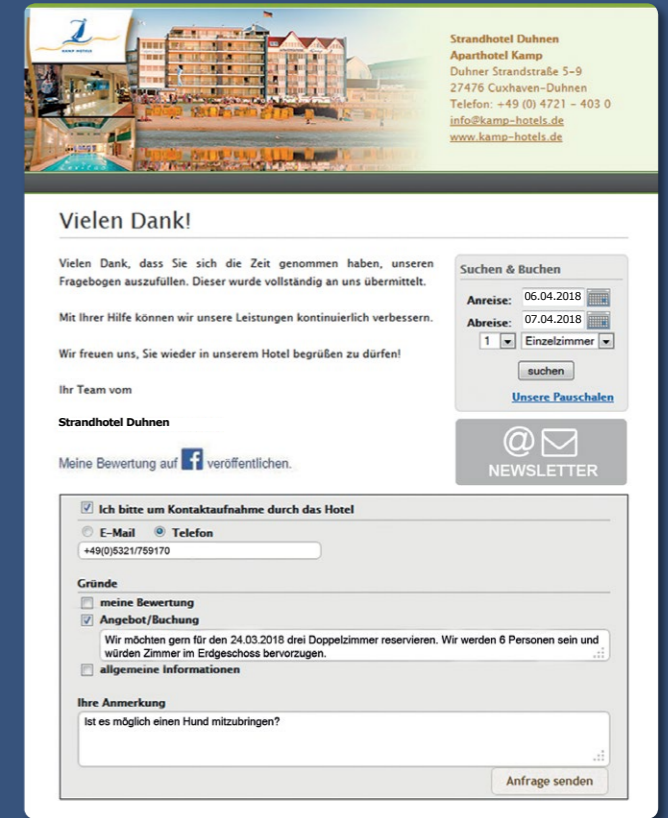 KAMP HOTELS
Strandhotel Duhnen
Aparthotel Kamp
Duhner Strandstraße 5–9
27476 Cuxhaven–Duhnen
Telefon: +49 (0) 4721 – 403 0
info@kamp–hotels.de
www.kamp–hotels.de
Vielen Dank!
Vielen Dank, dass Sie sich die Zeit genommen haben, unseren
Fragebogen auszufüllen. Dieser wurde vollständig an uns übermittelt.
Mit Ihrer Hilfe können wir unsere Leistungen kontinuierlich verbessern.
Wir freuen uns, Sie wieder in unserem Hotel begrüßen zu dürfen!
Ihr Team vom
Strandhotel Duhnen
Meine Bewertung auf f veröffentlichen.
Suchen & Buchen
Anreise: 06.04.2018
Abreise: 07.04.2018
1 Einzelzimmer
suchen
Unsere Pauschalen
@
NEWSLETTER
Ich bitte um Kontaktaufnahme durch das Hotel
E–Mail Telefon
+49(0)5321/759170
Gründe
meine Bewertung
Angebot/Buchung
Wir möchten gern für den 24.03.2018 drei Doppelzimmer reservieren. Wir werden 6 Personen sein und
würden Zimmer im Erdgeschoss bervorzugen.
allgemeine Informationen
Ihre Anmerkung
Ist es möglich einen Hund mitzubringen?
Anfrage senden